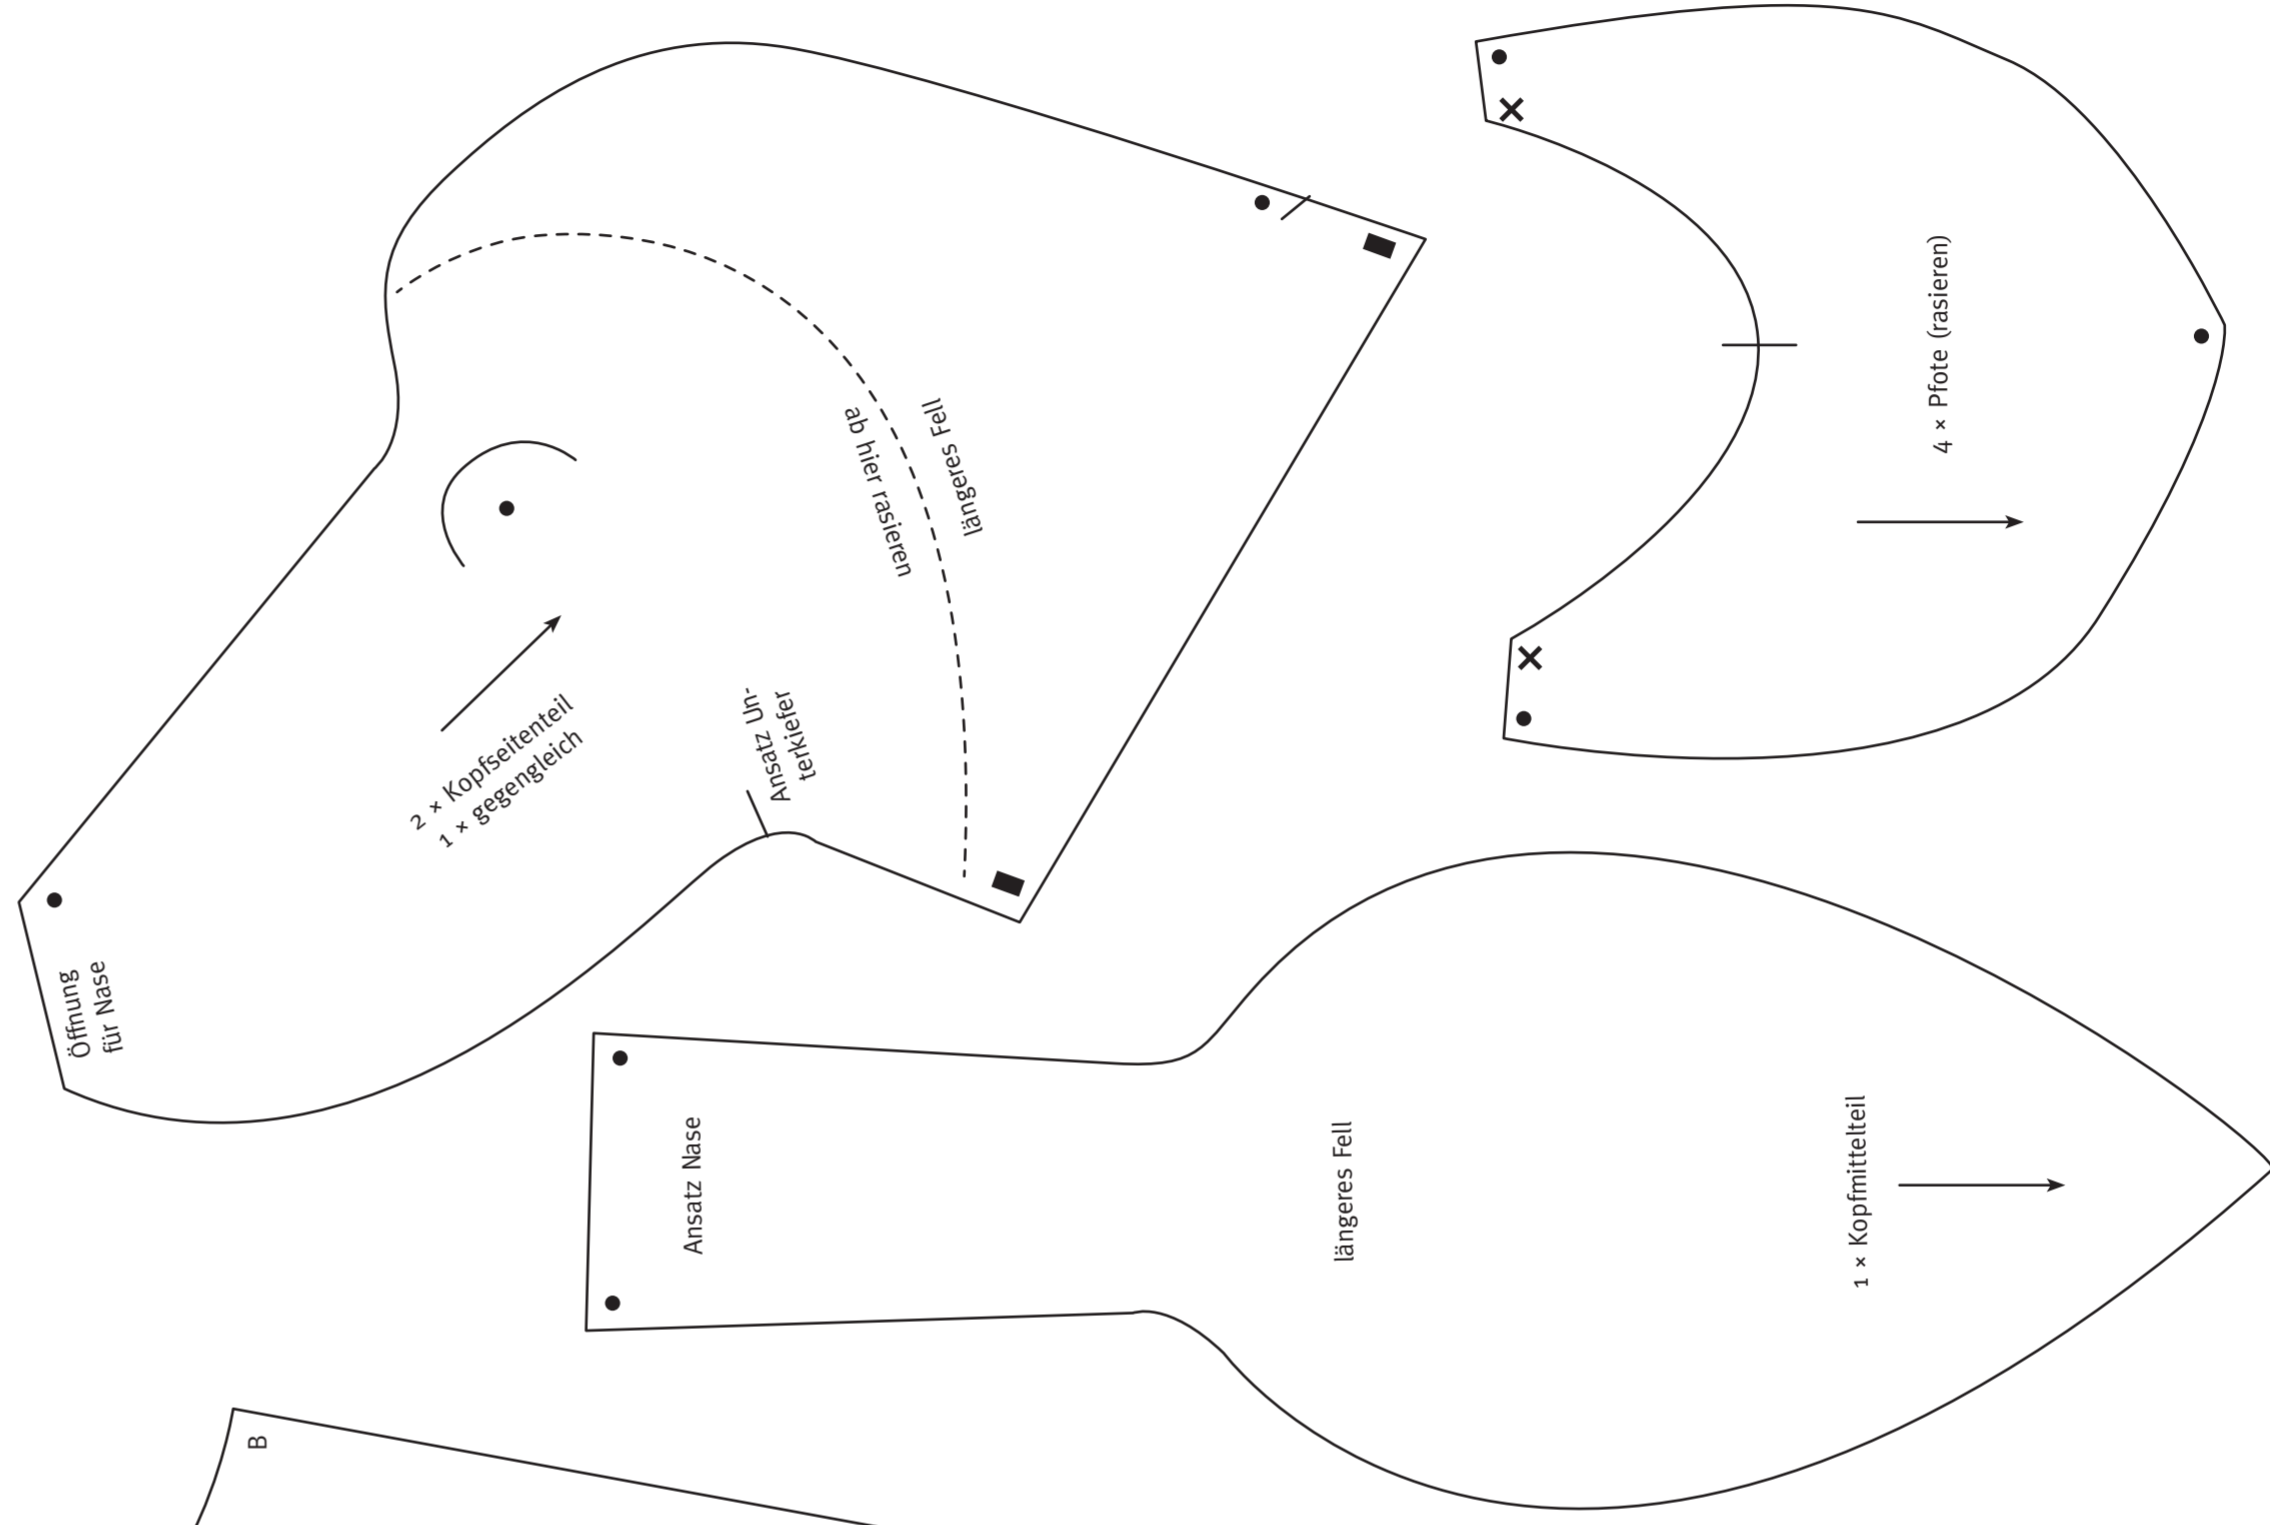 4 × Pfote (rasieren)
längeres Fell
ab hier rasieren
2 × Kopfseitenteil
1 × gegengleich
Ansatz Un-
terkiefer
Öffnung
für Nase
Ansatz Nase
längeres Fell
1 × Kopfmittelteil
B